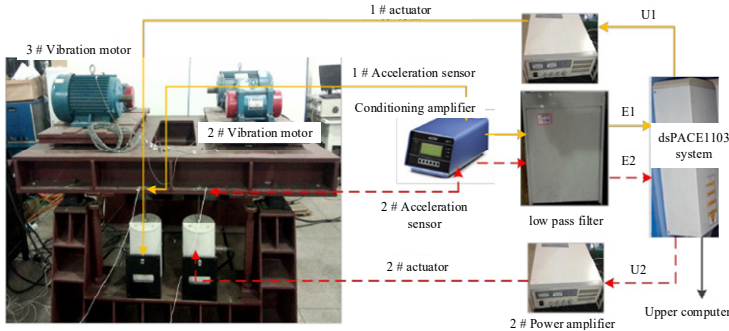 1 # actuator
U1
3 # Vibration motor
1 # Acceleration sensor
Conditioning amplifier
E1
2 # Vibration motor
dsPACE1103
system
E2
2 # Acceleration
sensor
low pass filter
2 # actuator
U2
Upper computer
2 # Power amplifier